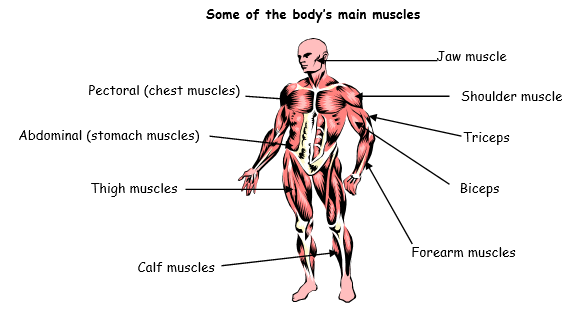 Some of the body's main muscles
Jaw muscle
Pectoral (chest muscles)
Shoulder muscle
Abdominal (stomach muscles)
Triceps
Thigh muscles
Biceps
Forearm muscles
Calf muscles